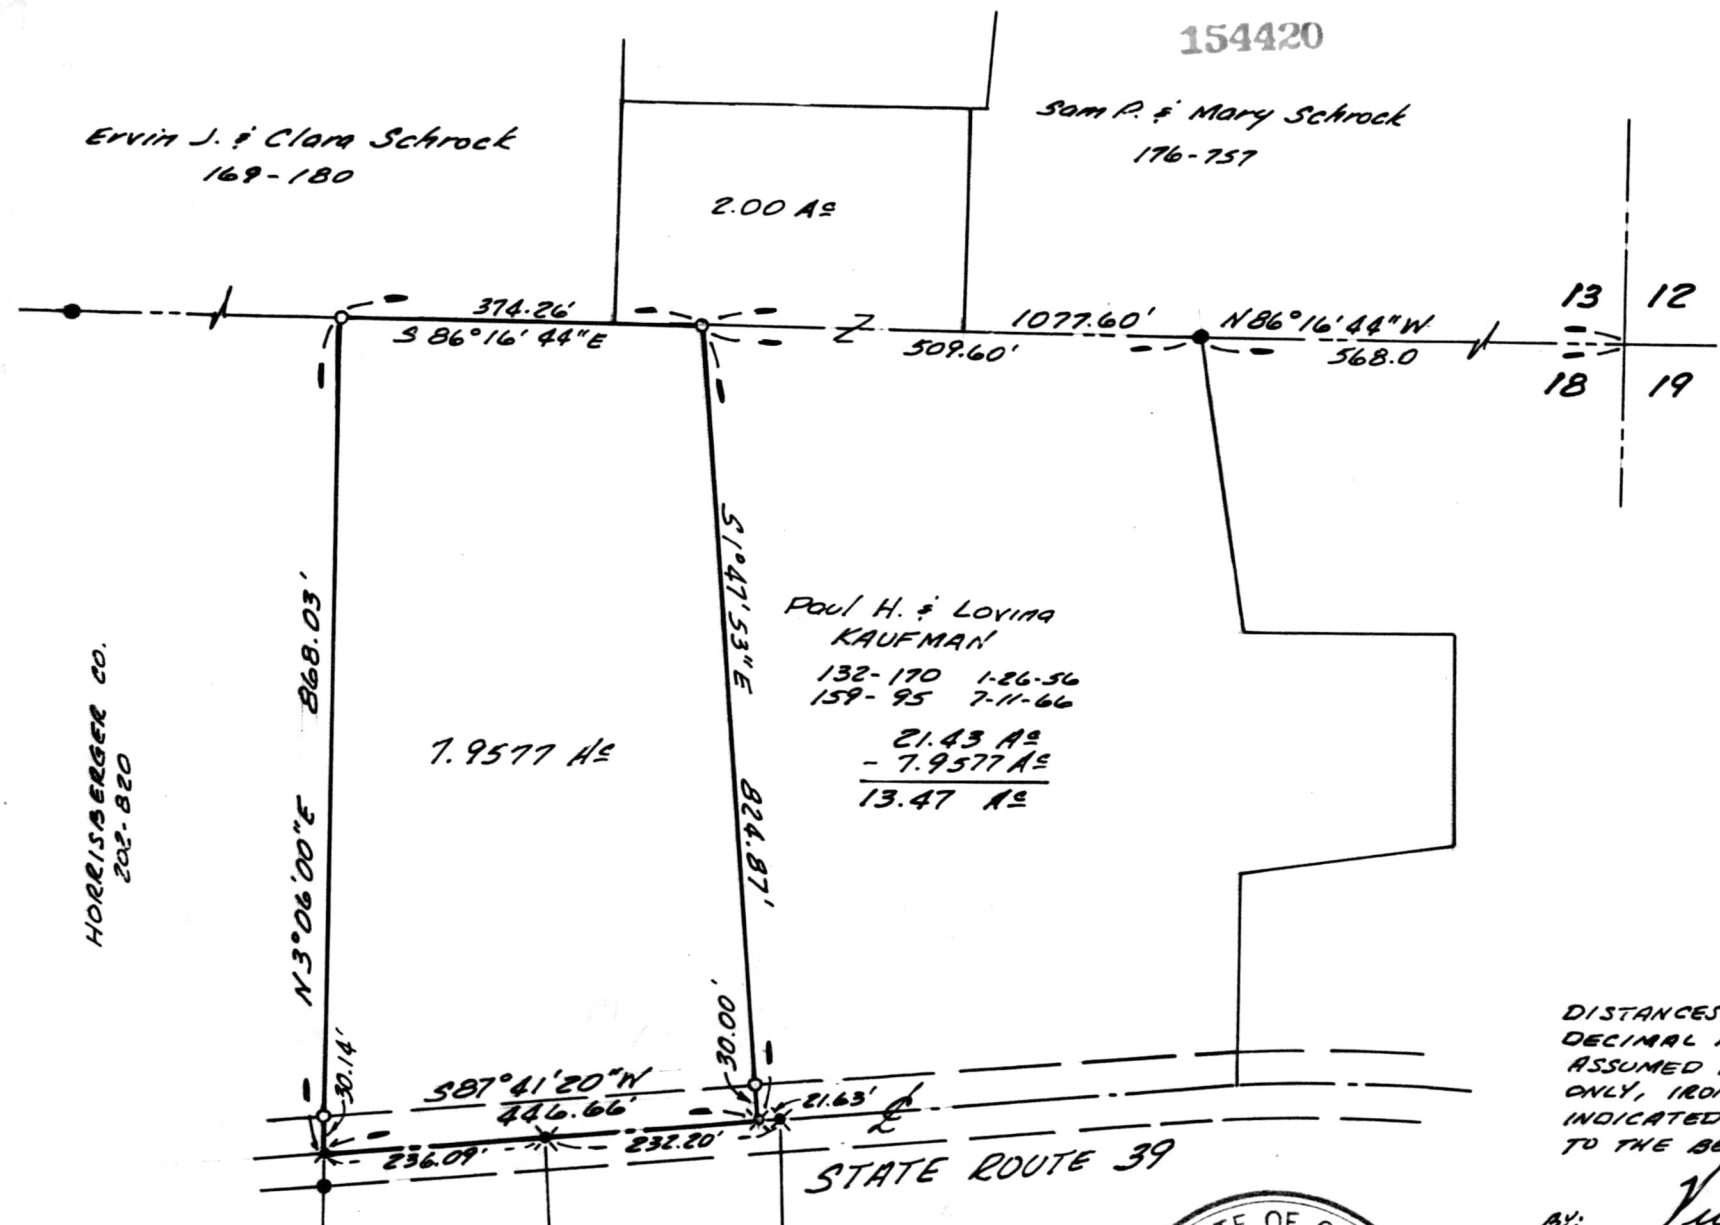 154420
Ervin J. & Clara Schrock
169-180
Sam P. & Mary Schrock
176-757
2.00 Ac
13 12
18 19
374.26'
S 86°16'44"E
1077.60'
N86°16'44"W
509.60'
568.0
S1°47'53"E 824.87'
N3°06'00"E 868.03'
HORRISBERGER CO.
202-820
Paul H. & Lovina
KAUFMAN
132-170 1-26-56
159-95 7-11-66
21.43 Ac
- 7.9577 Ac
13.47 Ac
7.9577 Ac
30.14'
30.00'
S87°41'20"W
446.66'
21.63'
236.09'
232.20'
STATE ROUTE 39
DISTANCES
DECIMAL
ASSUMED
ONLY, IRON
INDICATED
TO THE BE
BY:
TE OF